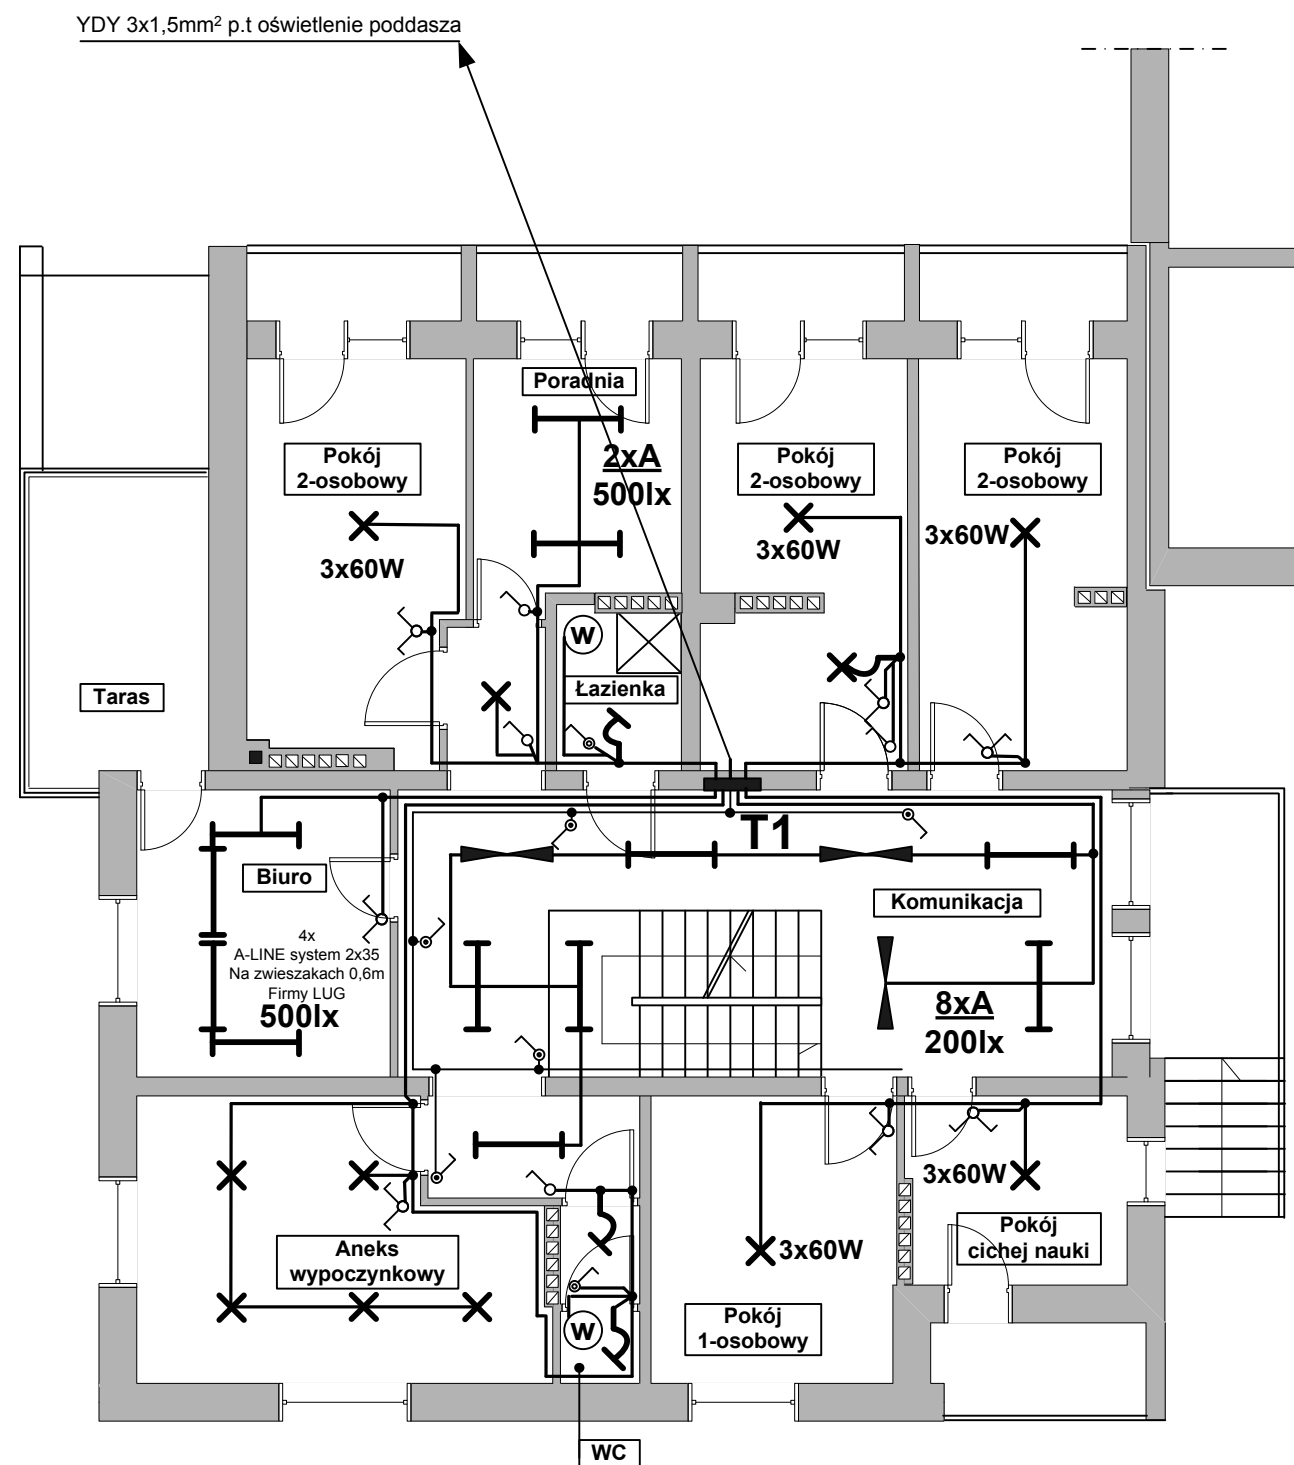 YDY 3x1,5mm² p.t oświetlenie poddasza
Poradnia
2xA
500lx
Pokój
2-osobowy
3x60W
Pokój
2-osobowy
3x60W
Pokój
2-osobowy
3x60W
W
Łazienka
Taras
T1
Biuro
4x
A-LINE system 2x35
Na zwieszakach 0,6m
Firmy LUG
500lx
Komunikacja
8xA
200lx
3x60W
Pokój
cichej nauki
Aneks
wypoczynkowy
3x60W
Pokój
1-osobowy
W
WC